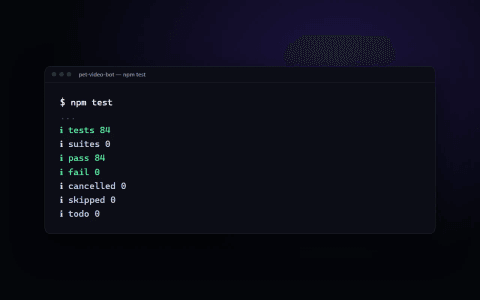 pet-video-bot — npm test
$ npm test
...
ℹ tests 84
ℹ suites 0
ℹ pass 84
ℹ fail 0
ℹ cancelled 0
ℹ skipped 0
ℹ todo 0